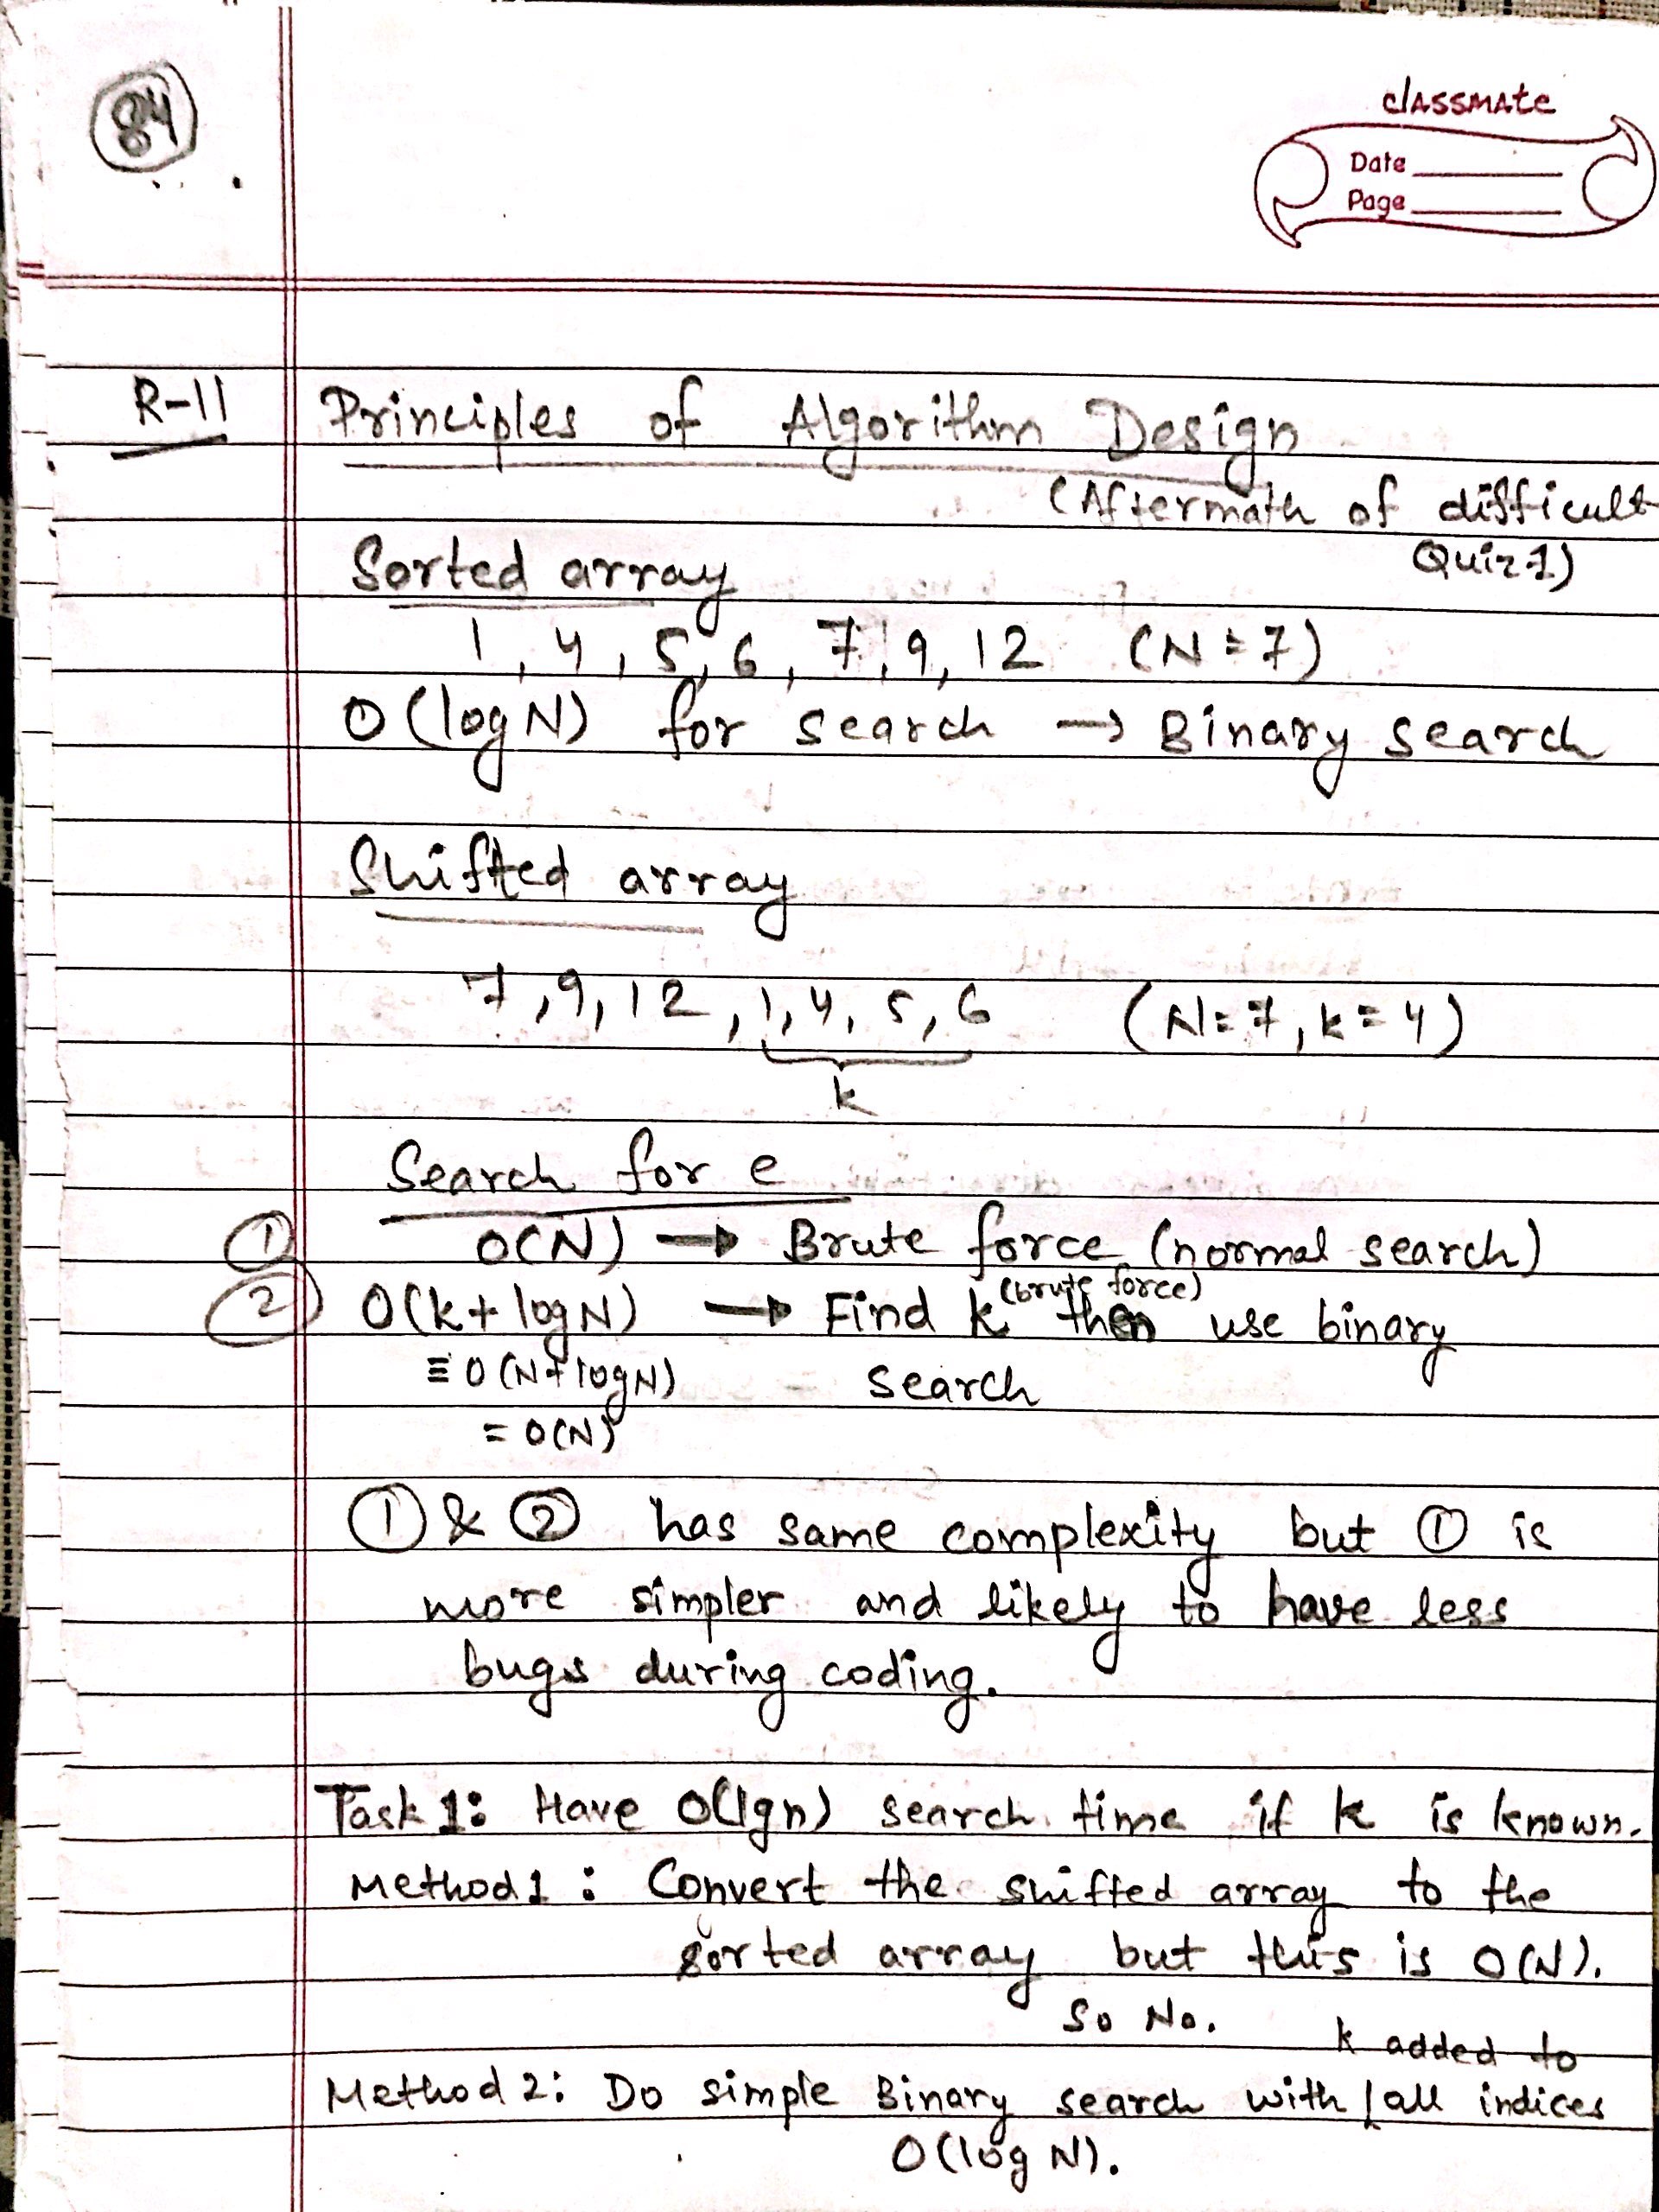 84
classmate
Date
Page
R-11 Principles of Algorithm Design
(Aftermath of difficult
Quiz 1)
Sorted array
1, 4, 5, 6, 7, 9, 12 (N=7)
O(logN) for search → Binary search
Shifted array
7, 9, 12, 1, 4, 5, 6 (N=7, k=4)
k
Search for e
① O(N) → Brute force (normal search)
(brute force)
② O(k+logN) → Find k then use binary
≡ O(N+logN) search
= O(N)
① & ② has same complexity but ① is
more simpler and likely to have less
bugs during coding.
Task 1: Have O(lgn) search time if k is known.
Method 1: Convert the shifted array to the
sorted array but this is O(N).
So No.
k added to
Method 2: Do simple Binary search with all indices
O(log N).